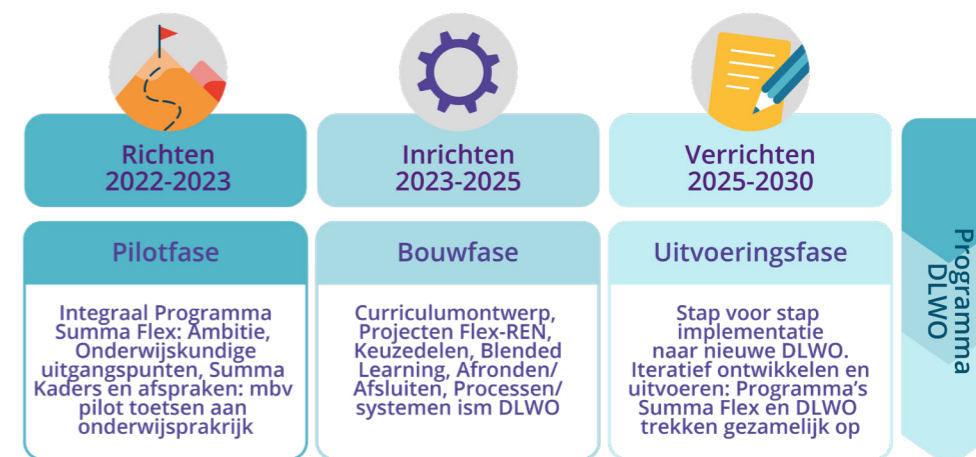 Richten
2022-2023
Pilotfase
Integraal Programma
Summa Flex: Ambitie,
Onderwijskundige
uitgangspunten, Summa
Kaders en afspraken: mbv
pilot toetsen aan
onderwijsprakrijk
Inrichten
2023-2025
Bouwfase
Curriculumontwerp,
Projecten Flex-REN,
Keuzedelen, Blended
Learning, Afronden/
Afsluiten, Processen/
systemen ism DLWO
Verrichten
2025-2030
Uitvoeringsfase
Stap voor stap
implementatie
naar nieuwe DLWO.
Iteratief ontwikkelen en
uitvoeren: Programma’s
Summa Flex en DLWO
trekken gezamelijk op
Programma
DLWO